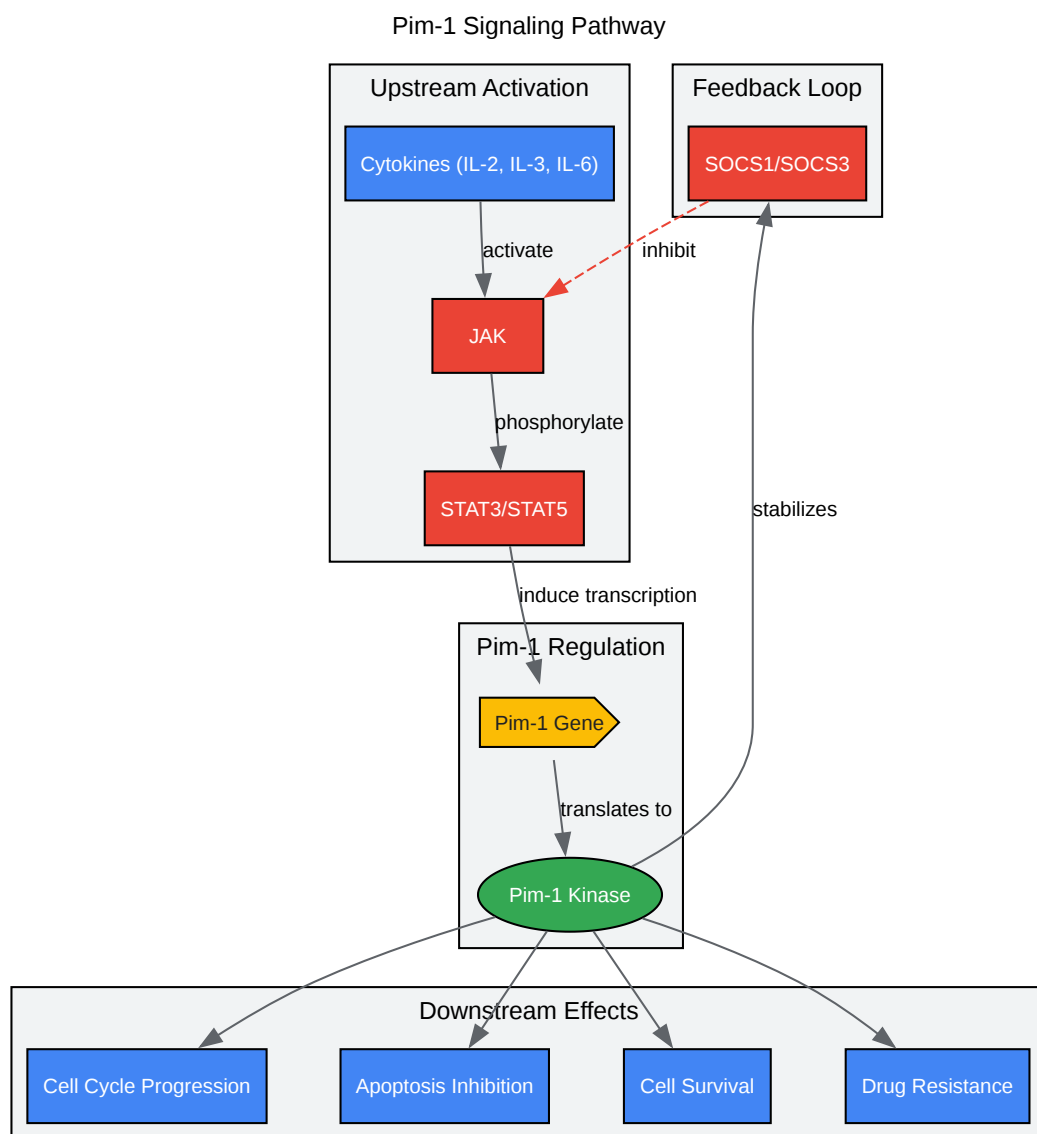 Pim-1 Signaling Pathway
Upstream Activation
Feedback Loop
Cytokines (IL-2, IL-3, IL-6)
SOCS1/SOCS3
activate
inhibit
JAK
phosphorylate
STAT3/STAT5
stabilizes
induce transcription
Pim-1 Regulation
Pim-1 Gene
translates to
Pim-1 Kinase
Downstream Effects
Cell Cycle Progression
Apoptosis Inhibition
Cell Survival
Drug Resistance